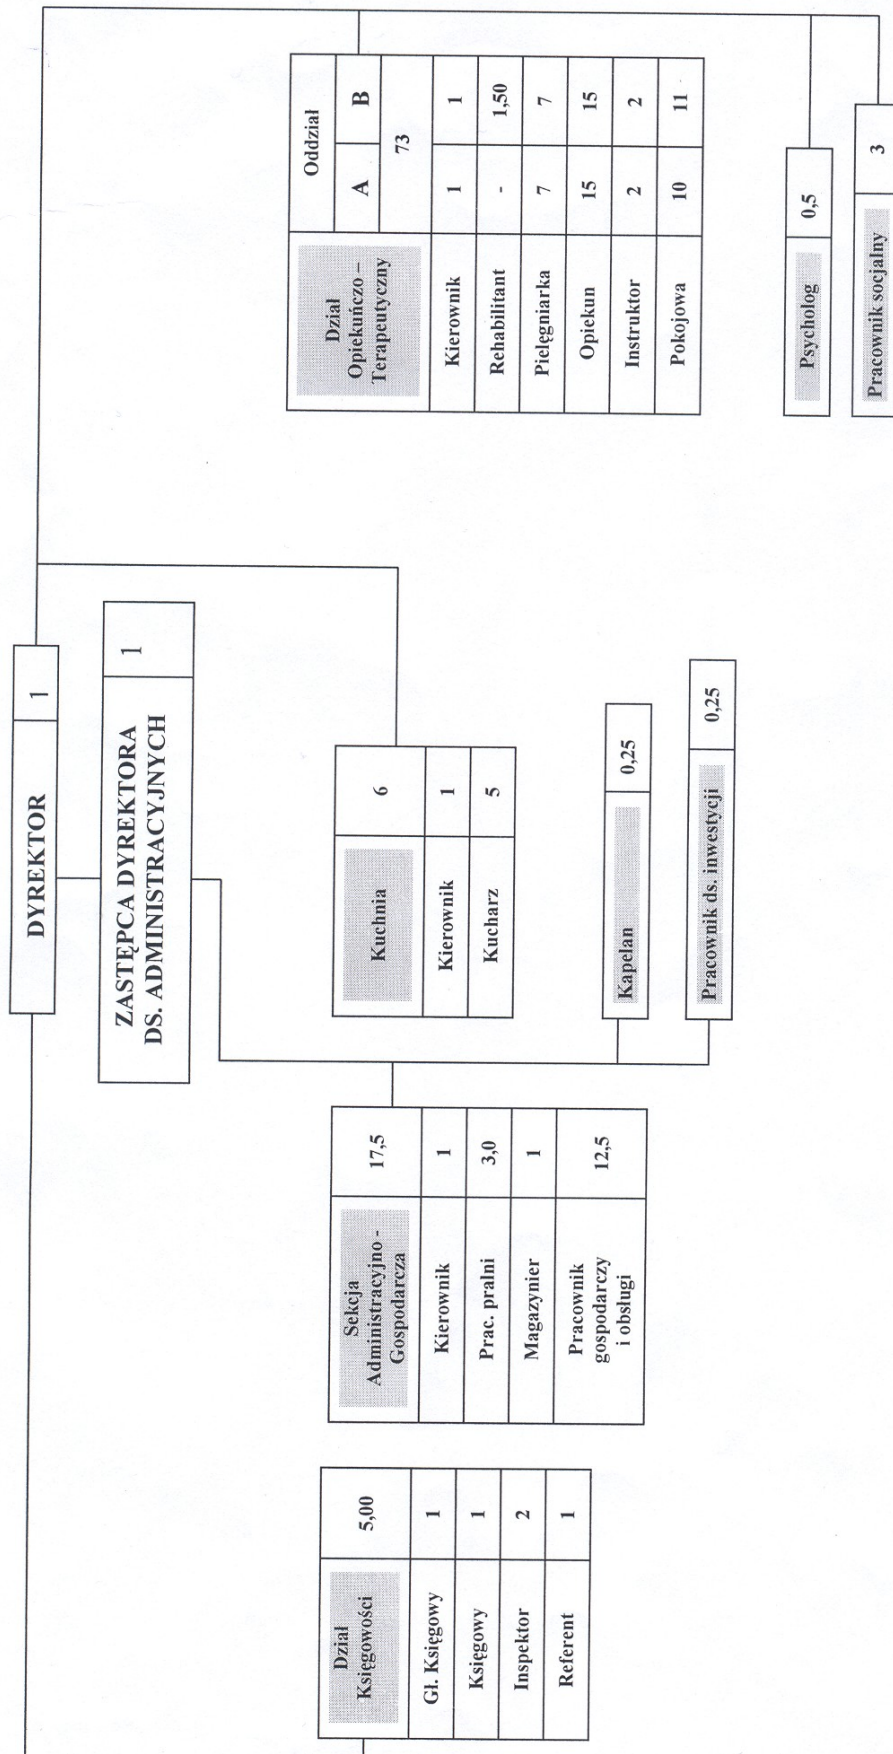 DYREKTOR 1
ZASTĘPCA DYREKTORA
DS. ADMINISTRACYJNYCH 1
Dział
Księgowości 5,00
Gł. Księgowy 1
Księgowy 1
Inspektor 2
Referent 1
Sekcja
Administracyjno -
Gospodarcza 17,5
Kierownik 1
Prac. pralni 3,0
Magazynier 1
Pracownik
gospodarczy
i obsługi 12,5
Kuchnia 6
Kierownik 1
Kucharz 5
Kapelan 0,25
Pracownik ds. inwestycji 0,25
Dział
Opiekuńczo –
Terapeutyczny
Oddział
A B
73
Kierownik 1 1
Rehabilitant - 1,50
Pielęgniarka 7 7
Opiekun 15 15
Instruktor 2 2
Pokojowa 10 11
Psycholog 0,5
Pracownik socjalny 3